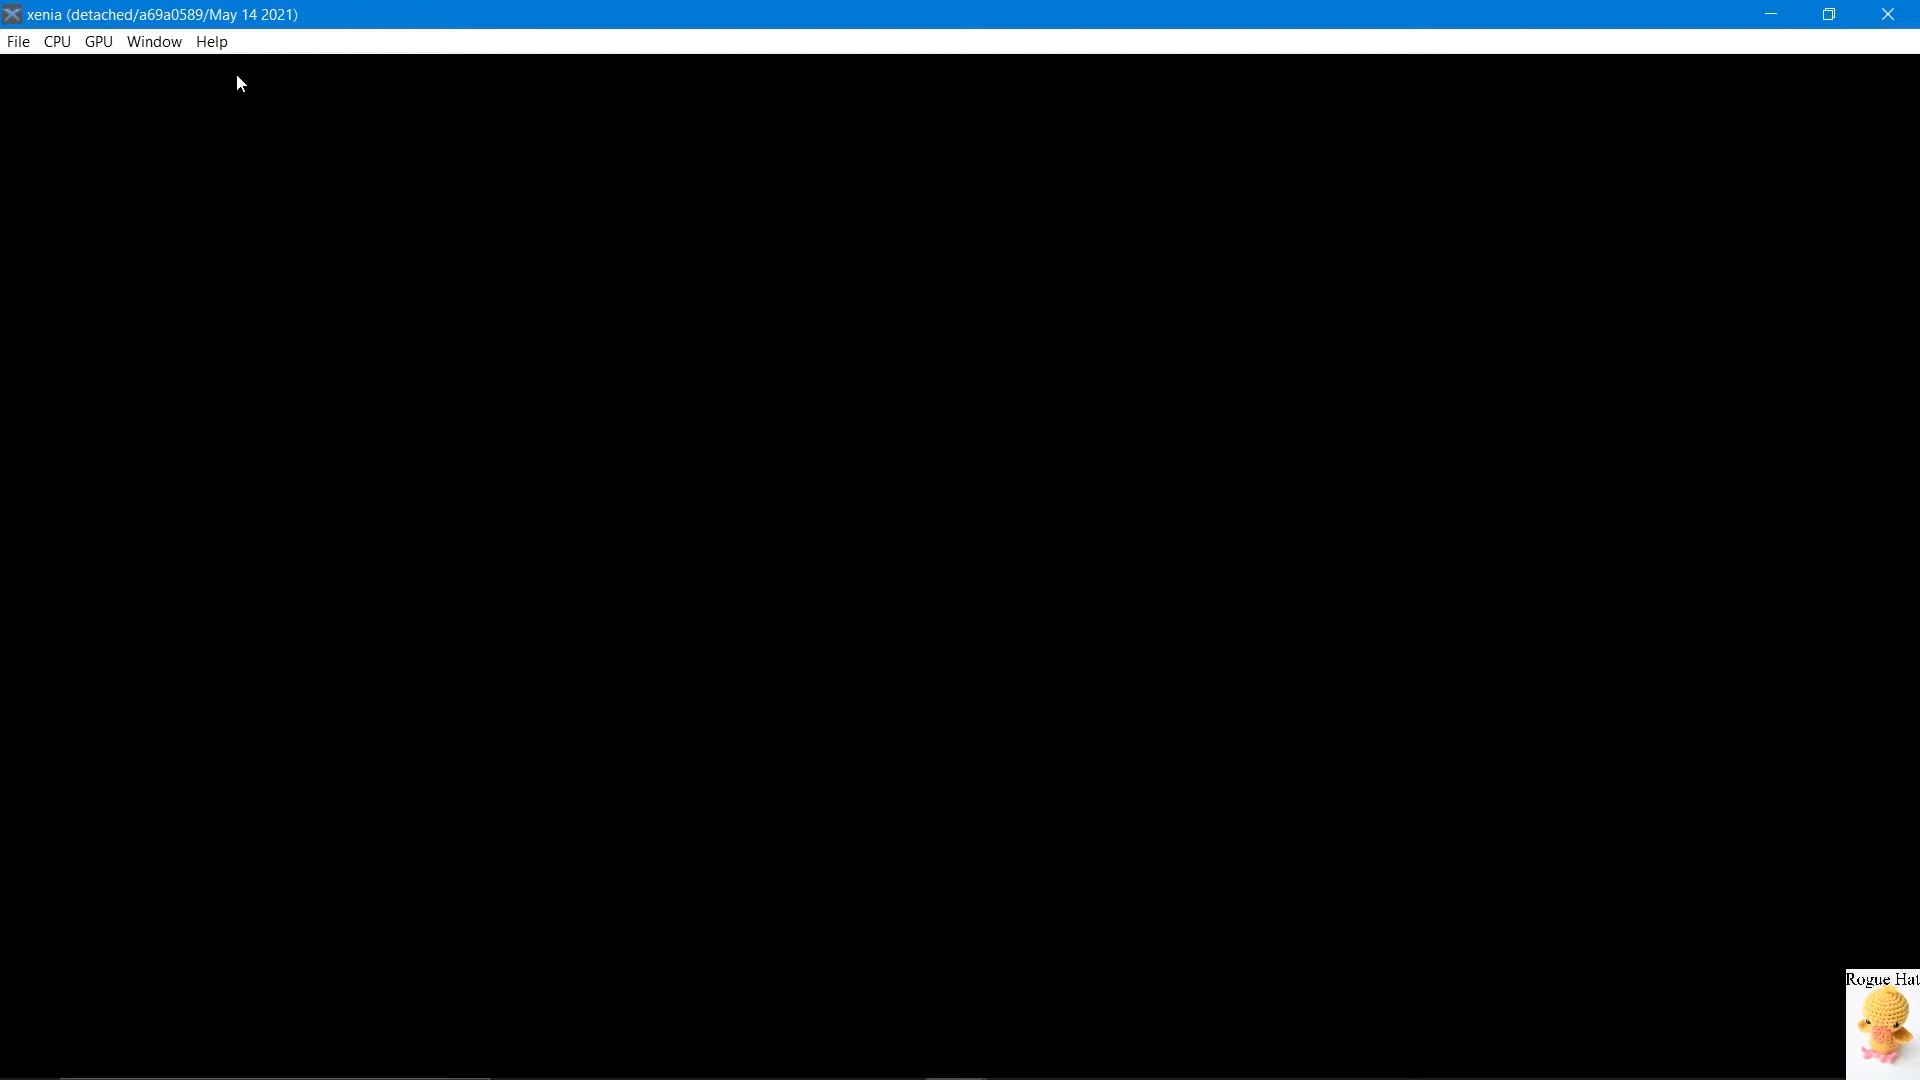 xenia (detached/a69a0589/May 14 2021)
File CPU GPU Window Help
Rogue Hat